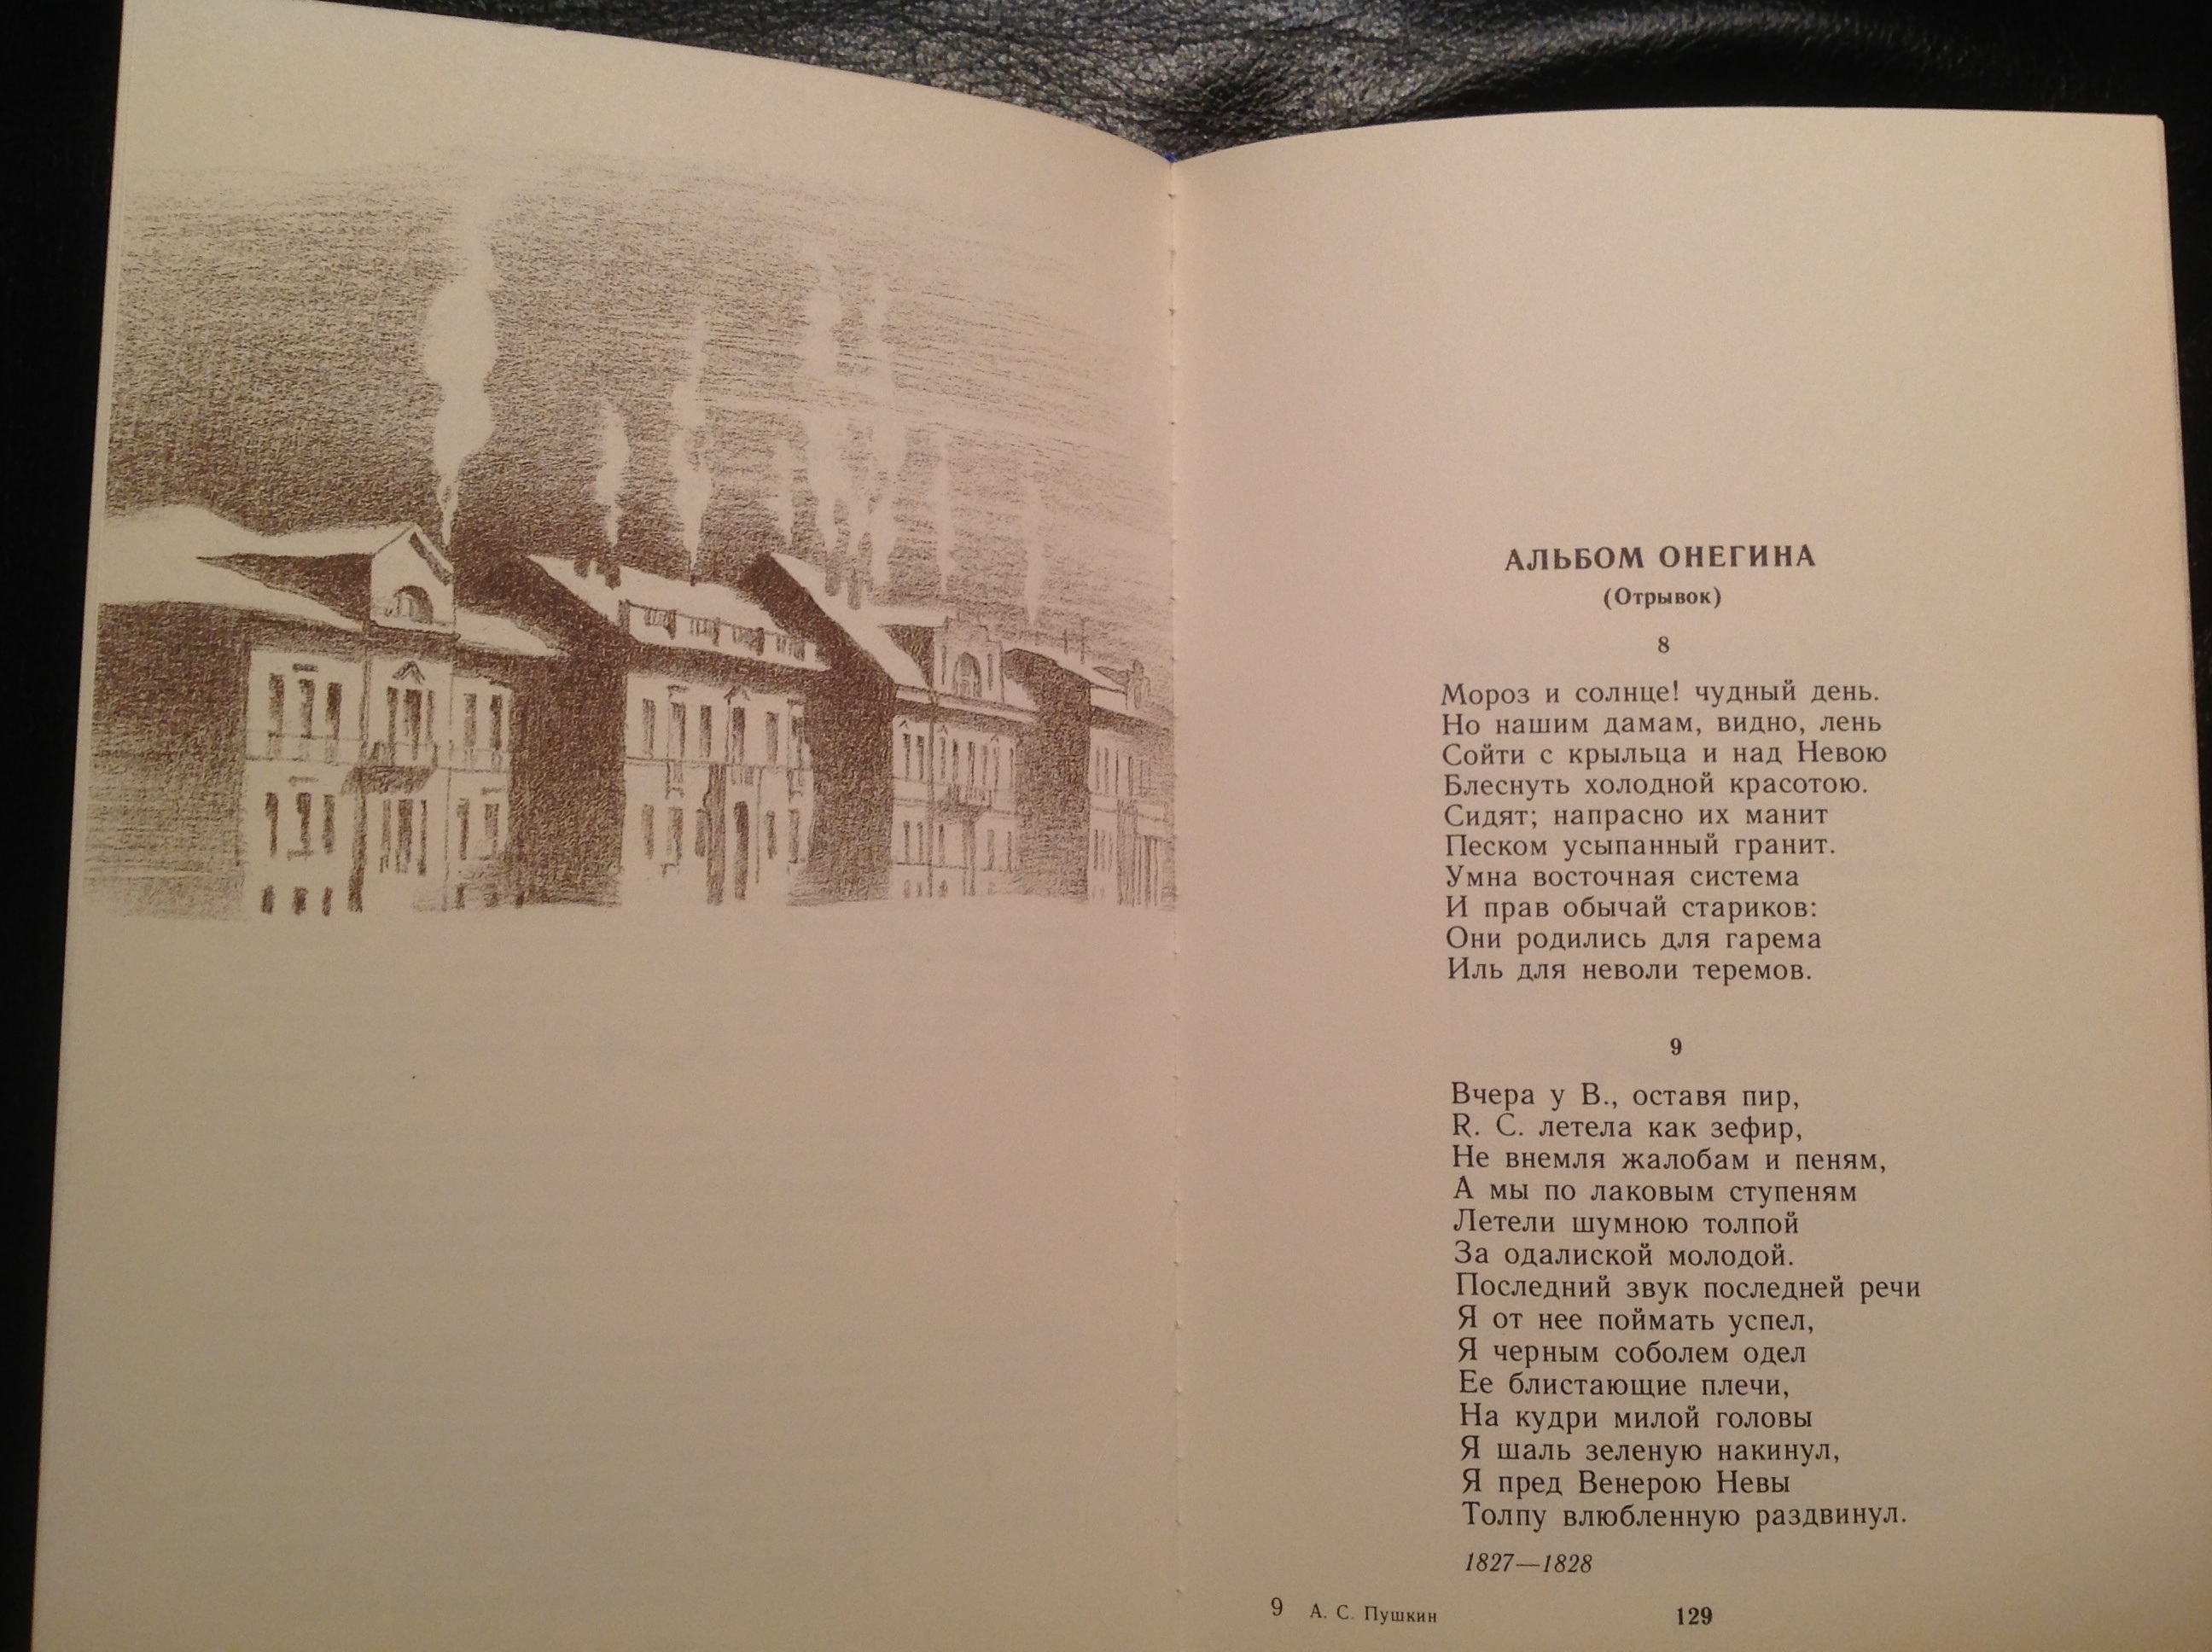 АЛЬБОМ ОНЕГИНА
(Отрывок)
8
Мороз и солнце! чудный день.
Но нашим дамам, видно, лень
Сойти с крыльца и над Невою
Блеснуть холодной красотою.
Сидят; напрасно их манит
Песком усыпанный гранит.
Умна восточная система
И прав обычай стариков:
Они родились для гарема
Иль для неволи теремов.
9
Вчера у В., оставя пир,
R. С. летела как зефир,
Не внемля жалобам и пеням,
А мы по лаковым ступеням
Летели шумною толпой
За одалиской молодой.
Последний звук последней речи
Я от нее поймать успел,
Я черным соболем одел
Ее блистающие плечи,
На кудри милой головы
Я шаль зеленую накинул,
Я пред Венерою Невы
Толпу влюбленную раздвинул.
1827—1828
9 А. С. Пушкин
129